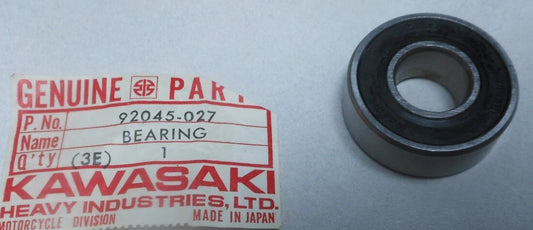 GENUINE PART
P. No. 92045-027
Name BEARING
Q'ty (3E) 1
KAWASAKI
HEAVY INDUSTRIES, LTD.
MOTORCYCLE DIVISION MADE IN JAPAN